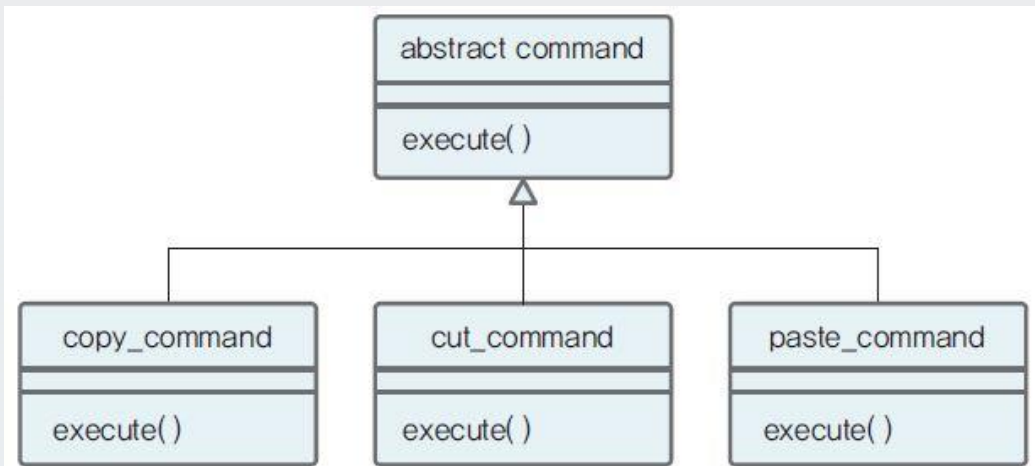 abstract command
execute( )
copy_command
cut_command
paste_command
execute( )
execute( )
execute( )